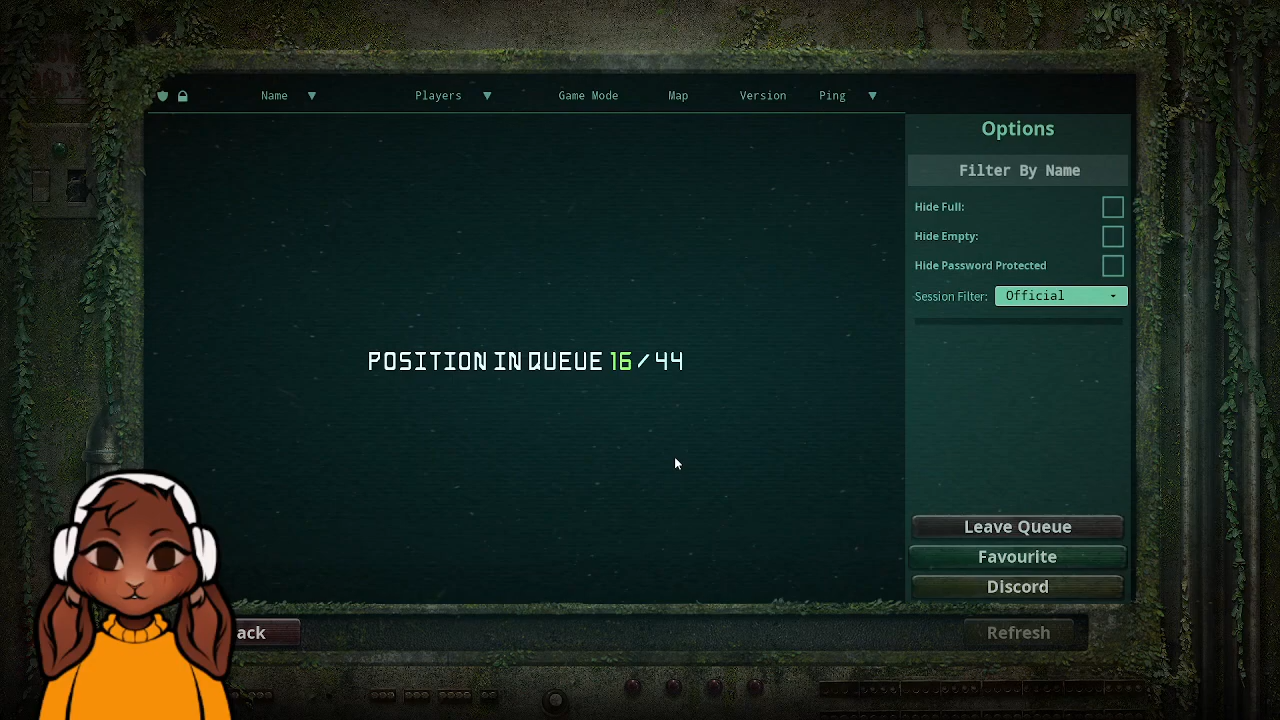 Name Players Game Mode Map Version Ping
Options
Filter By Name
Hide Full:
Hide Empty:
Hide Password Protected
Session Filter: Official
POSITION IN QUEUE 16/44
Leave Queue
Favourite
Discord
ack
Refresh